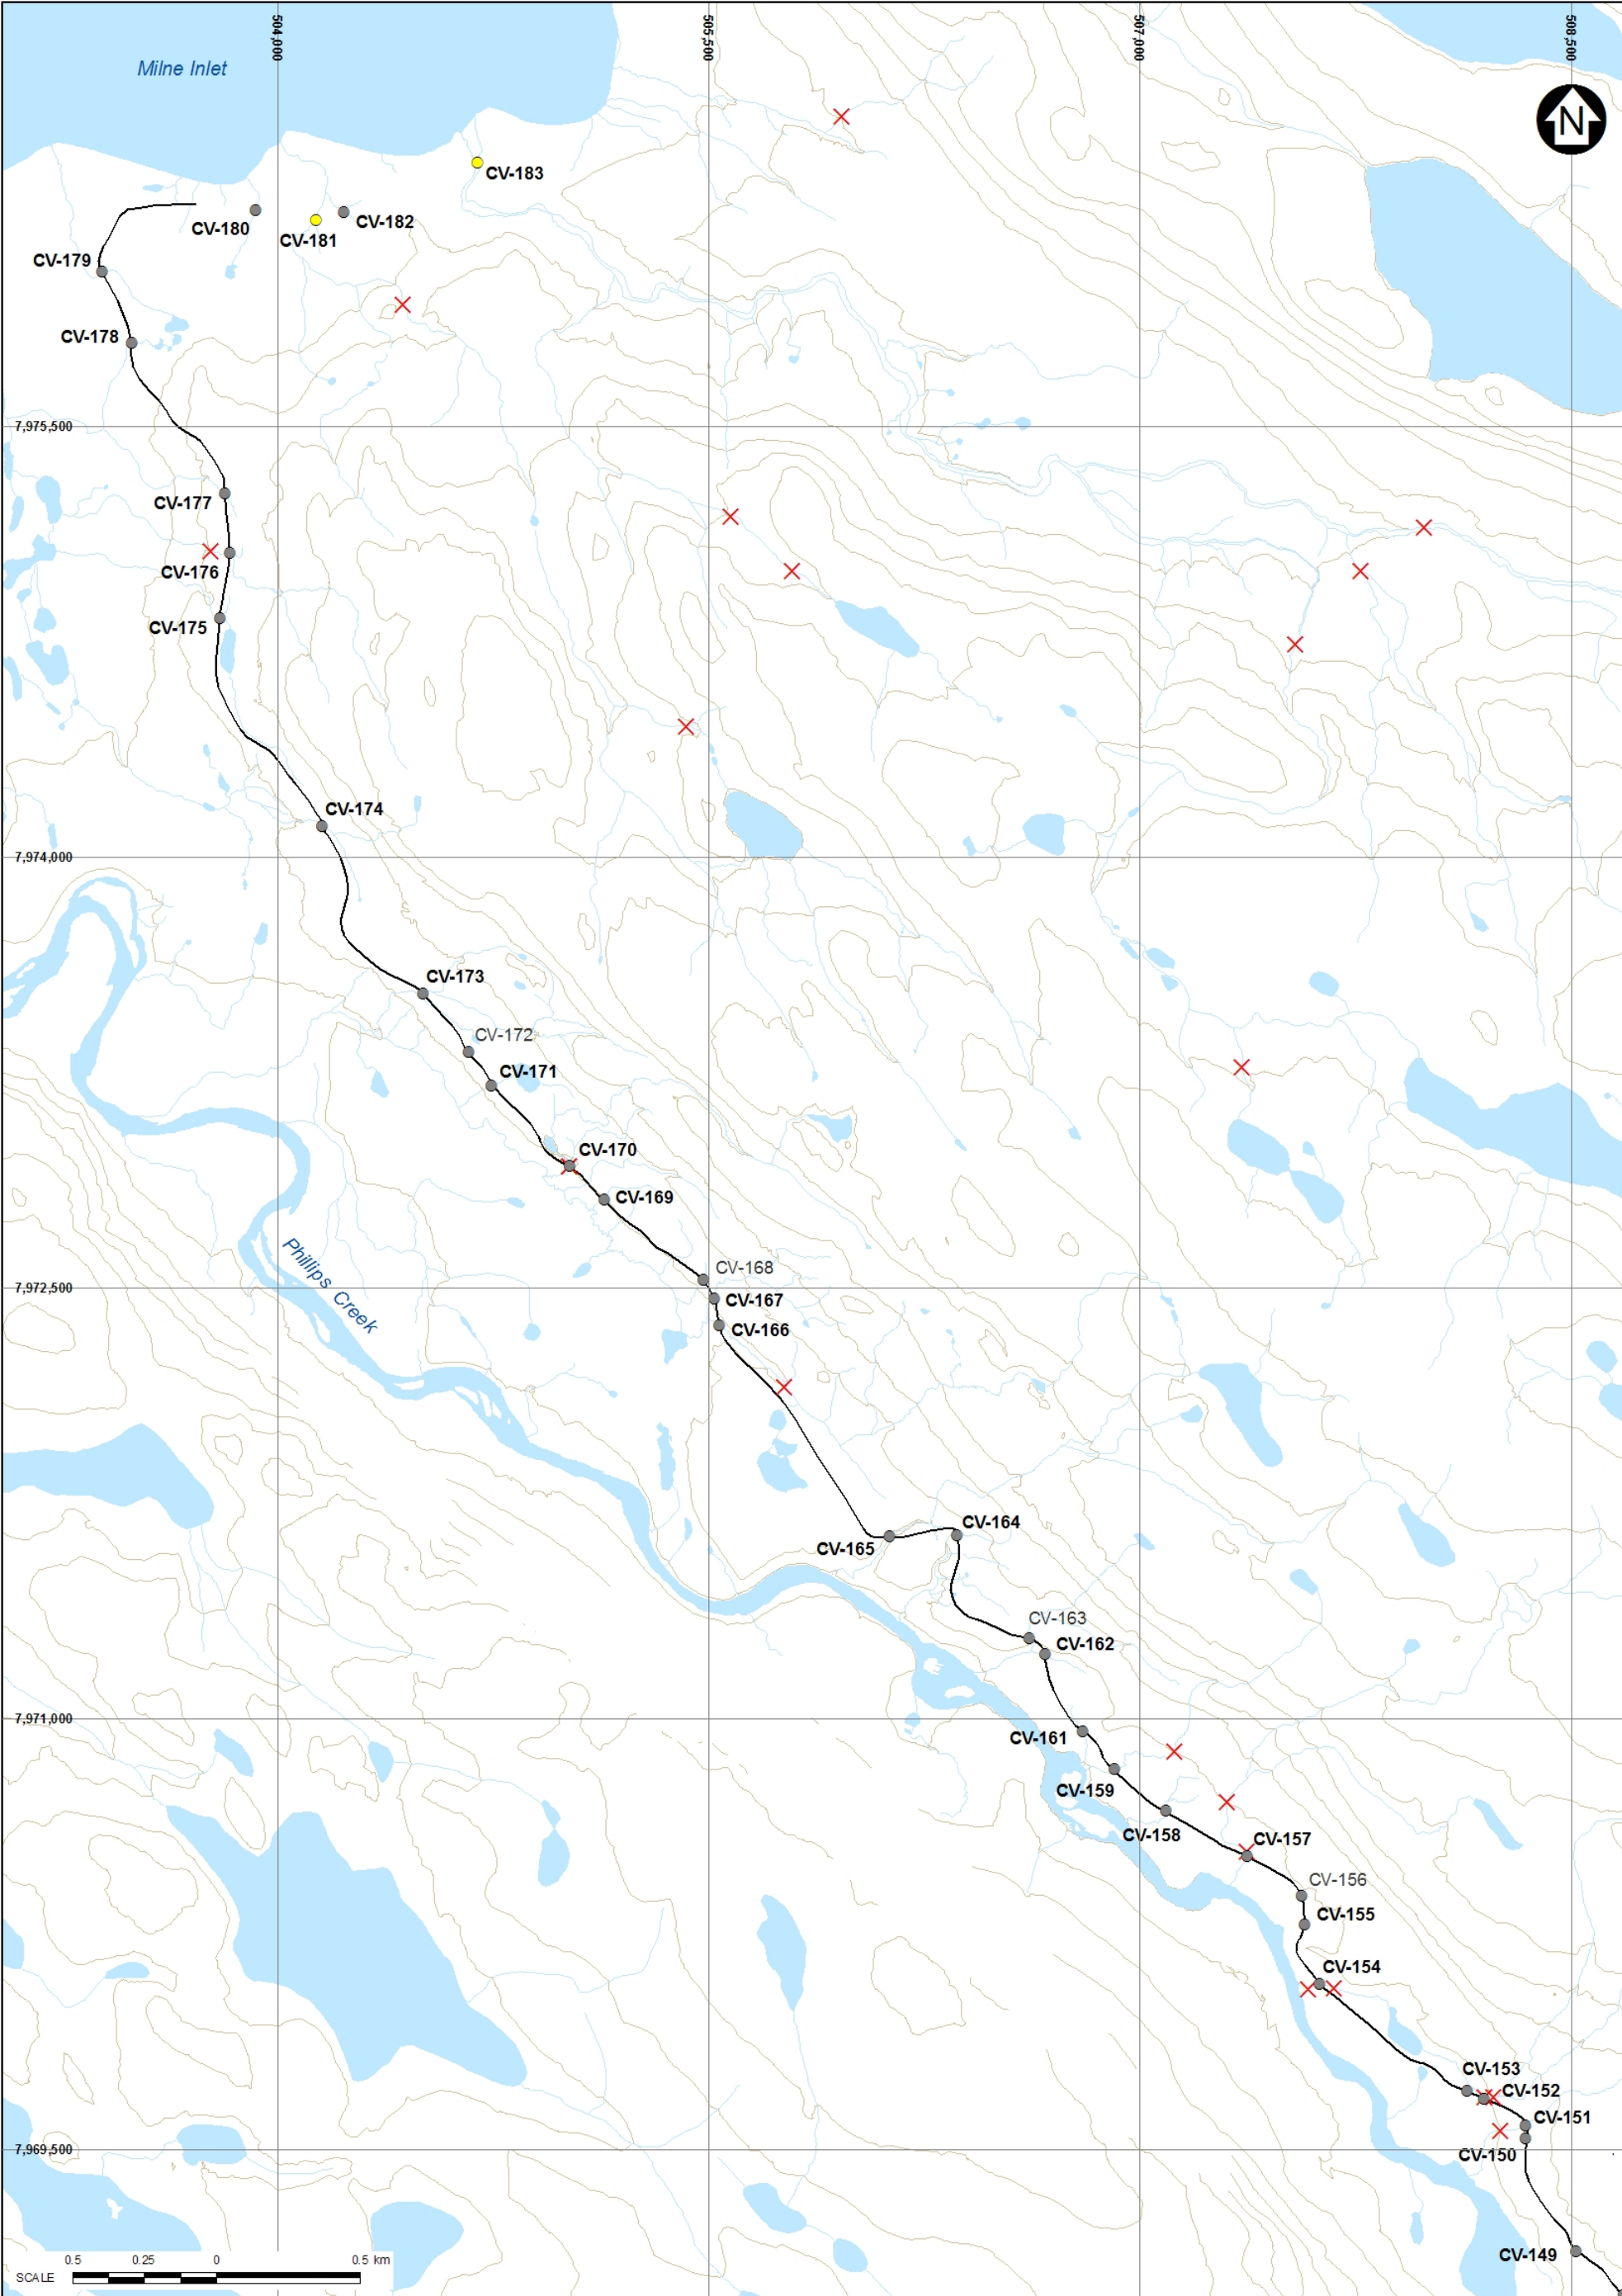 504,000
505,500
507,000
508,500
Milne Inlet
N
CV-183
CV-182
CV-180
CV-181
CV-179
CV-178
7,975,500
CV-177
CV-176
CV-175
CV-174
7,974,000
CV-173
CV-172
CV-171
CV-170
CV-169
Phillips Creek
CV-168
7,972,500
CV-167
CV-166
CV-164
CV-165
CV-163
CV-162
7,971,000
CV-161
CV-159
CV-158
CV-157
CV-156
CV-155
CV-154
CV-153
CV-152
CV-151
7,969,500
CV-150
CV-149
0.5 0.25 0 0.5 km
SCALE